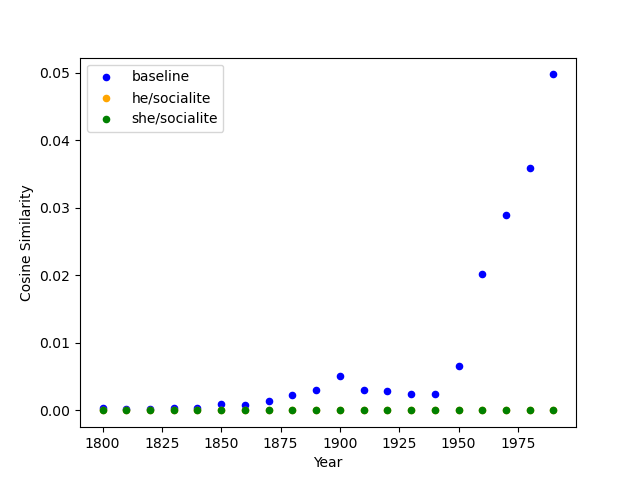 baseline
he/socialite
she/socialite
0.05
0.04
0.03
0.02
0.01
0.00
Cosine Similarity
1800 1825 1850 1875 1900 1925 1950 1975
Year